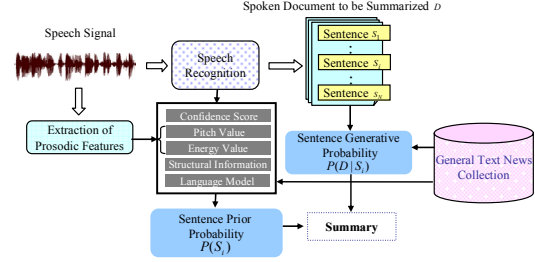 Spoken Document to be Summarized D
Speech Signal
Speech
Recognition
Sentence s1
:
Sentence si
:
Sentence sN
Extraction of
Prosodic Features
Confidence Score
Pitch Value
Energy Value
Structural Information
Language Model
Sentence Generative
Probability
P(D|Si)
General Text News
Collection
Sentence Prior
Probability
P(Si)
Summary